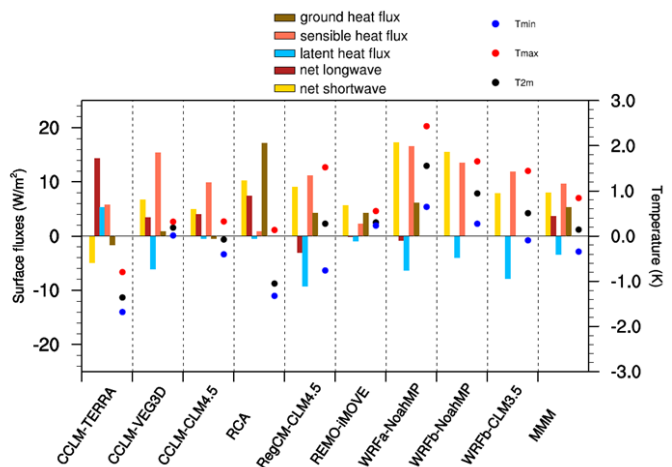 ground heat flux
sensible heat flux
latent heat flux
net longwave
net shortwave
Tmin
Tmax
T2m
Surface fluxes (W/m²)
20
10
0
-10
-20
3.0
2.0
1.0
0.0
-1.0
-2.0
-3.0
Temperature (K)
CCLM-TERRA
CCLM-VEG3D
CCLM-CLM4.5
RCA
RegCM-CLM4.5
REMO-iMOVE
WRFa-NoahMP
WRFb-NoahMP
WRFb-CLM3.5
MMM